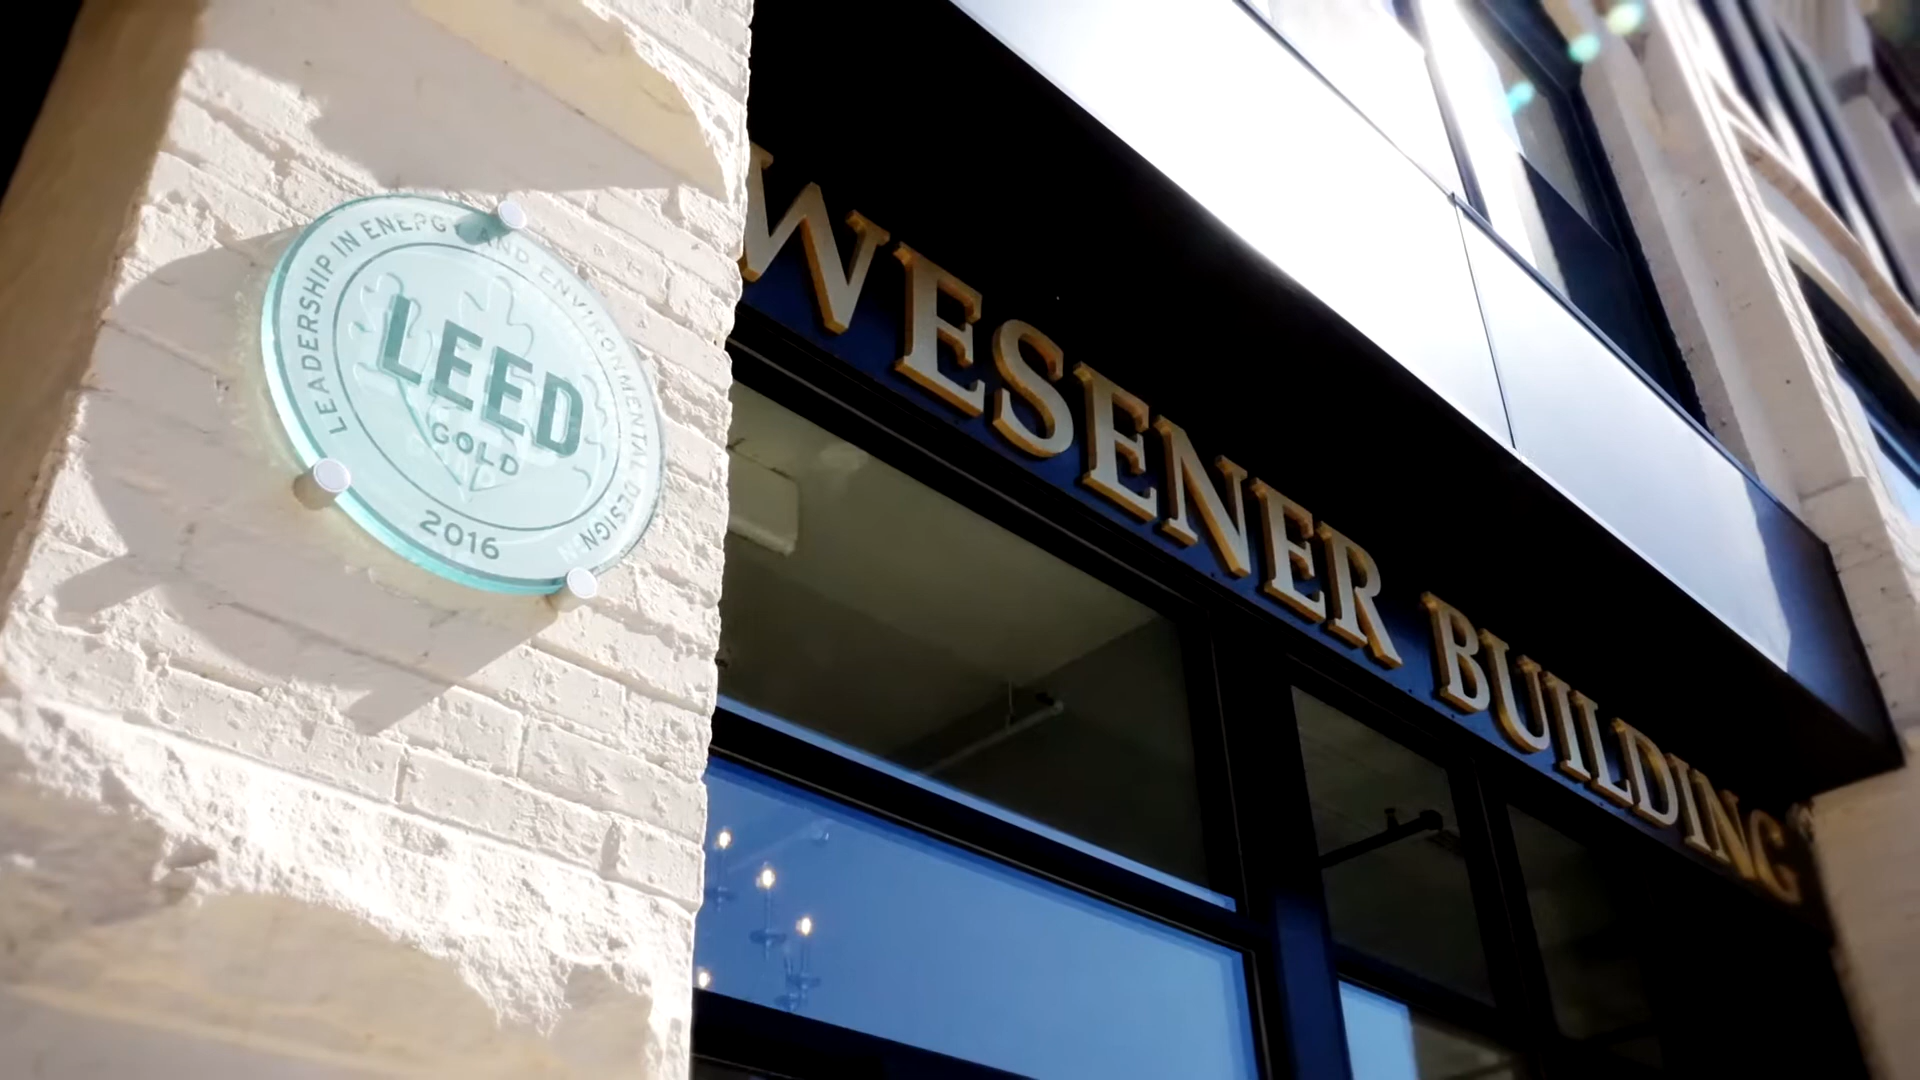 LEADERSHIP IN ENERGY AND ENVIRONMENTAL DESIGN
LEED
GOLD
2016
WESENER BUILDING